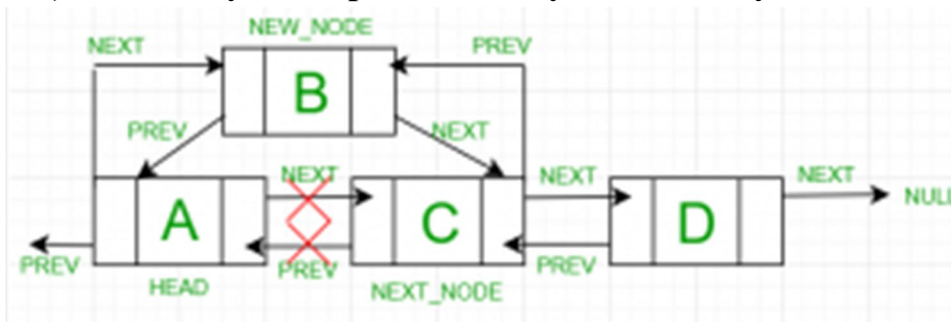 NEW_NODE
NEXT
PREV
B
PREV
NEXT
NEXT
NEXT
NEXT
A
C
D
NULL
PREV
PREV
PREV
HEAD
NEXT_NODE